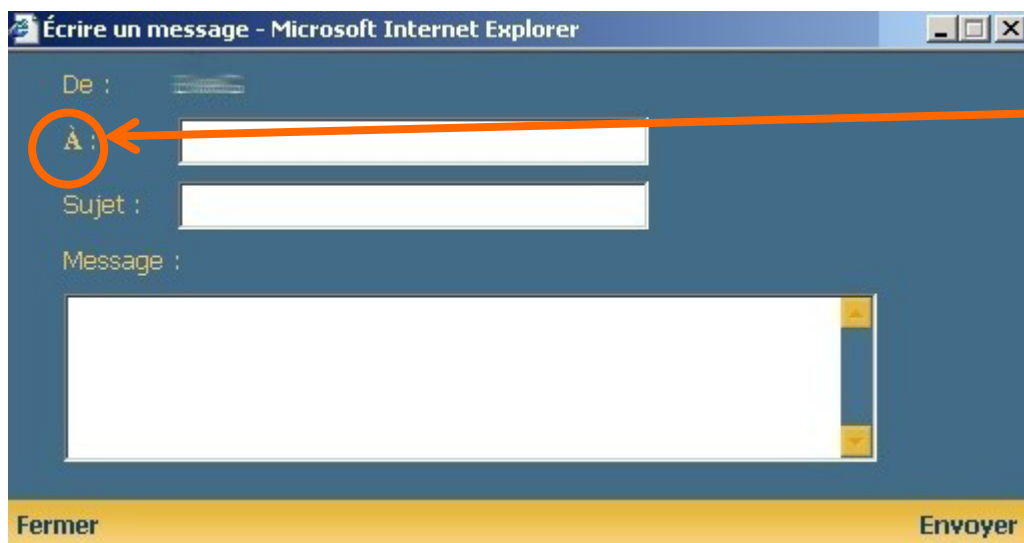 Écrire un message - Microsoft Internet Explorer
De :
À :
Sujet :
Message :
Fermer Envoyer